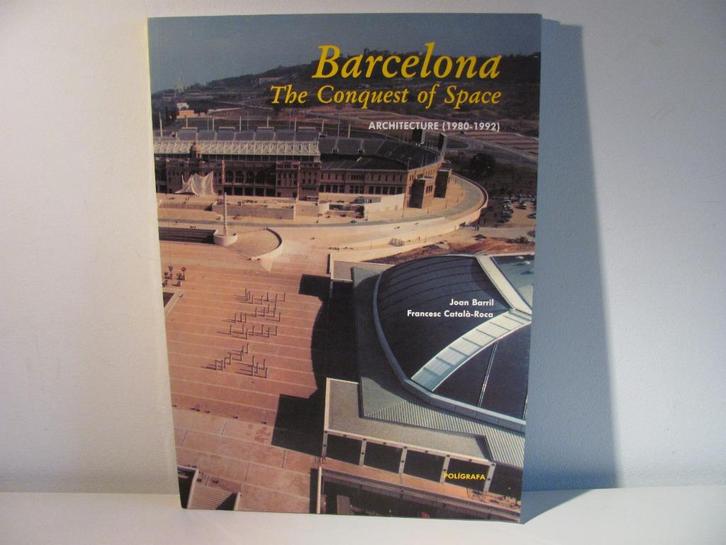 Barcelona
The Conquest of Space
ARCHITECTURE (1980-1992)
Joan Barril
Francesc Català-Roca
POLÍGRAFA